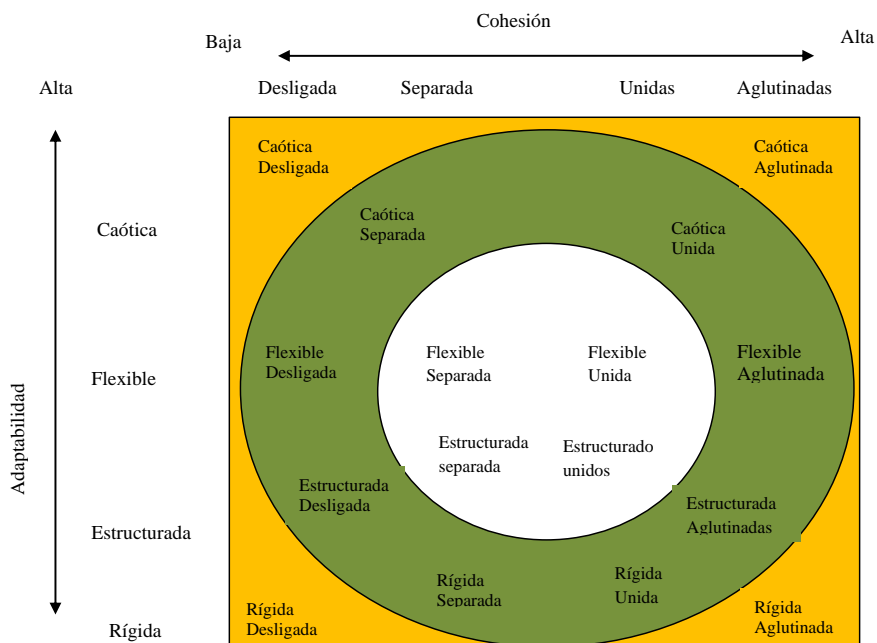 Cohesión
Baja
Alta
Alta
Desligada
Separada
Unidas
Aglutinadas
Caótica
Desligada
Caótica
Aglutinada
Caótica
Caótica
Separada
Caótica
Unida
Flexible
Flexible
Desligada
Flexible
Separada
Flexible
Unida
Flexible
Aglutinada
Adaptabilidad
Estructurada
separada
Estructurado
unidos
Estructurada
Desligada
Estructurada
Aglutinadas
Estructurada
Rígida
Separada
Rígida
Unida
Rígida
Rígida
Desligada
Rígida
Aglutinada